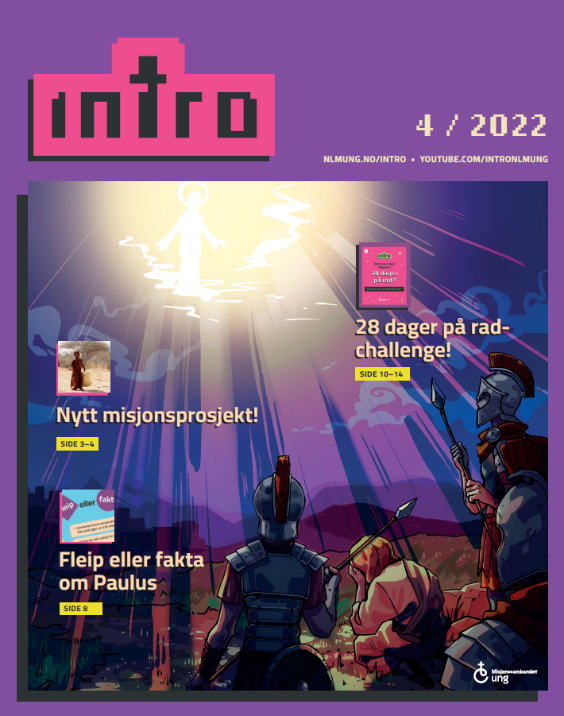 intro
4 / 2022
NLMUNG.NO/INTRO • YOUTUBE.COM/INTRONLMUNG
28 dager
på rad?
28 dager på rad-
challenge!
SIDE 10–14
Nytt misjonsprosjekt!
SIDE 3–4
Fleip eller fakt
Fleip eller fakta
om Paulus
SIDE 8
Misjonssambandet
ung